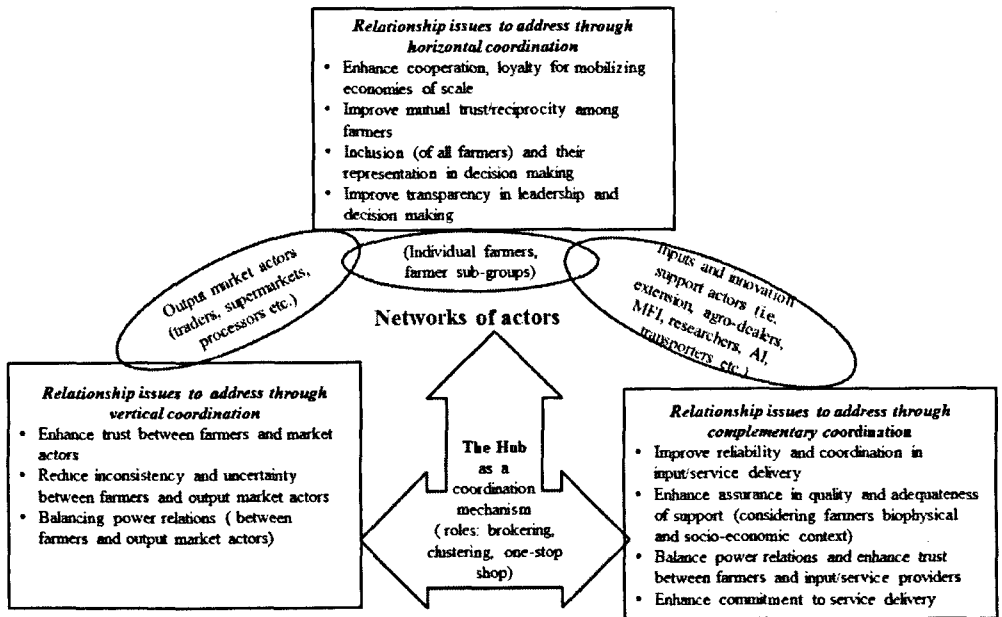 Relationship issues to address through
horizontal coordination
• Enhance cooperation, loyalty for mobilizing
economies of scale
• Improve mutual trust/reciprocity among
farmers
• Inclusion (of all farmers) and their
representation in decision making
• Improve transparency in leadership and
decision making
Output market actors
(traders, supermarkets,
processors etc.)
(Individual farmers,
farmer sub-groups)
Inputs and innovation
support actors (i.e.
extension, agro-dealers,
MFI, researchers, AI,
transporters etc.)
Networks of actors
Relationship issues to address through
vertical coordination
• Enhance trust between farmers and market
actors
• Reduce inconsistency and uncertainty
between farmers and output market actors
• Balancing power relations ( between
farmers and output market actors)
The Hub
as a
coordination
mechanism
( roles: brokering,
clustering, one-stop
shop)
Relationship issues to address through
complementary coordination
• Improve reliability and coordination in
input/service delivery
• Enhance assurance in quality and adequateness
of support (considering farmers biophysical
and socio-economic context)
• Balance power relations and enhance trust
between farmers and input/service providers
• Enhance commitment to service delivery